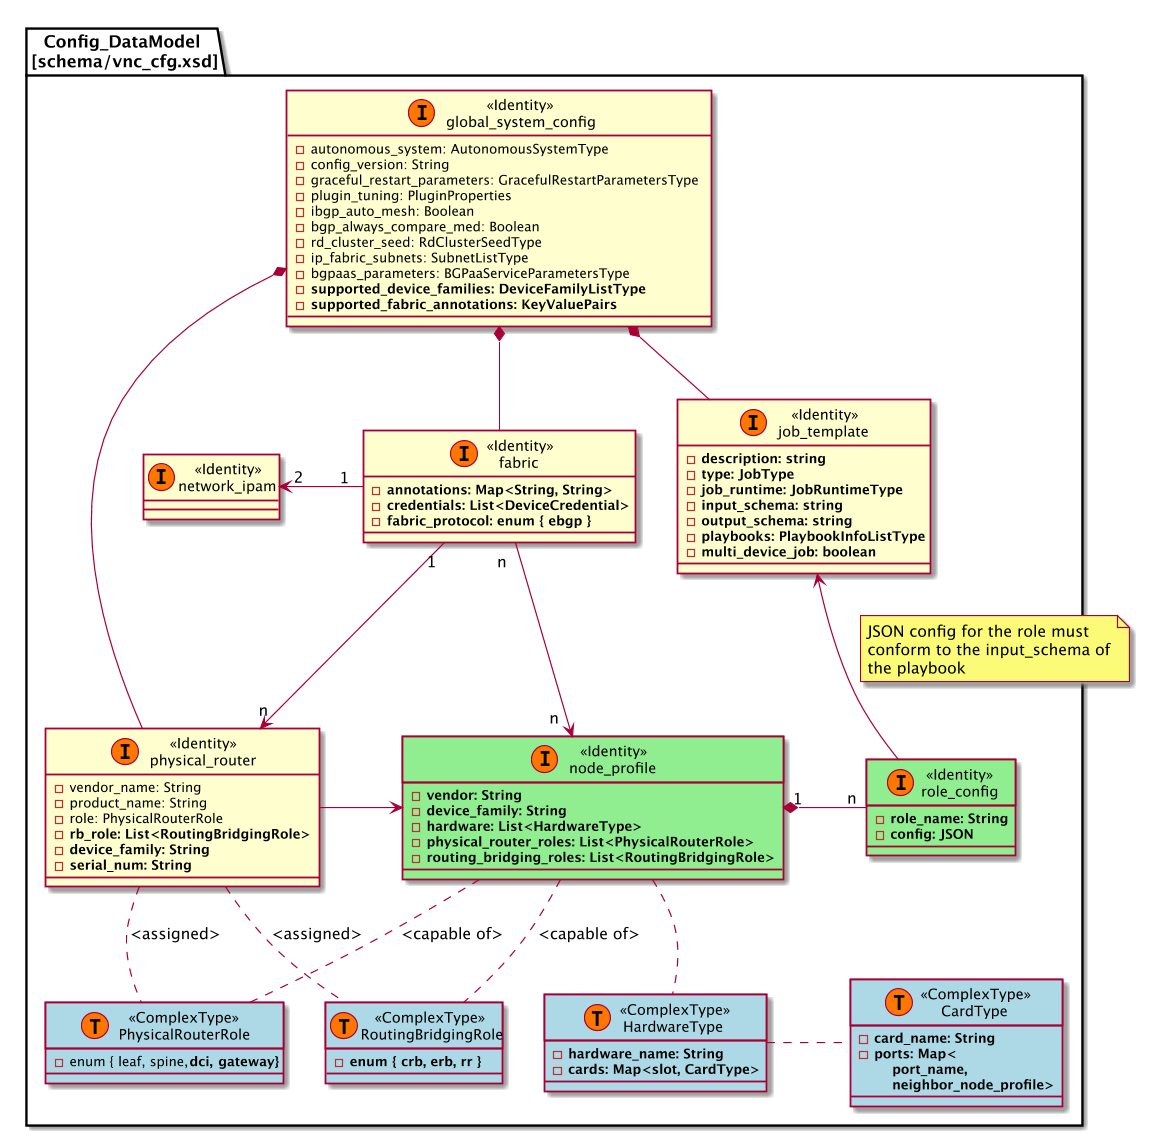 Config_DataModel
[schema/vnc_cfg.xsd]
I
«Identity»
global_system_config
autonomous_system: AutonomousSystemType
config_version: String
graceful_restart_parameters: GracefulRestartParametersType
plugin_tuning: PluginProperties
ibgp_auto_mesh: Boolean
bgp_always_compare_med: Boolean
rd_cluster_seed: RdClusterSeedType
ip_fabric_subnets: SubnetListType
bgpaas_parameters: BGPaaServiceParametersType
supported_device_families: DeviceFamilyListType
supported_fabric_annotations: KeyValuePairs
I
«Identity»
network_ipam
2
1
I
«Identity»
fabric
annotations: Map<String, String>
credentials: List<DeviceCredential>
fabric_protocol: enum { ebgp }
I
«Identity»
job_template
description: string
type: JobType
job_runtime: JobRuntimeType
input_schema: string
output_schema: string
playbooks: PlaybookInfoListType
multi_device_job: boolean
1
n
JSON config for the role must
conform to the input_schema of
the playbook
n
n
I
«Identity»
physical_router
vendor_name: String
product_name: String
role: PhysicalRouterRole
rb_role: List<RoutingBridgingRole>
device_family: String
serial_num: String
I
«Identity»
node_profile
vendor: String
device_family: String
hardware: List<HardwareType>
physical_router_roles: List<PhysicalRouterRole>
routing_bridging_roles: List<RoutingBridgingRole>
1
n
I
«Identity»
role_config
role_name: String
config: JSON
<assigned>
<assigned>
<capable of>
<capable of>
T
«ComplexType»
PhysicalRouterRole
enum { leaf, spine,dci, gateway}
T
«ComplexType»
RoutingBridgingRole
enum { crb, erb, rr }
T
«ComplexType»
HardwareType
hardware_name: String
cards: Map<slot, CardType>
T
«ComplexType»
CardType
card_name: String
ports: Map<
port_name,
neighbor_node_profile>